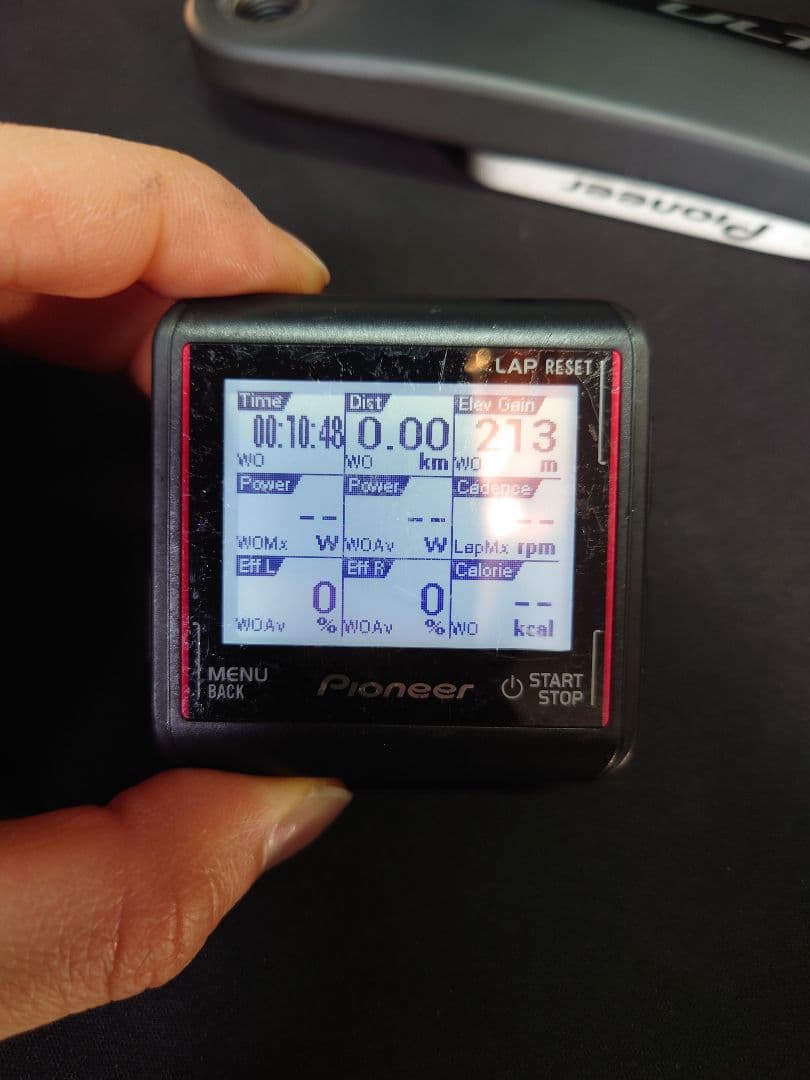 ULT
Pioneer
LAP RESET
Time Dist Elev Gain
00:10:48 0.00 213
WO WO km WO m
Power Power Cadence
-- -- --
WOMx W WOAv W LapMx rpm
Eff L Eff R Calorie
0 0 --
WOAv % WOAv % WO kcal
MENU
BACK
Pioneer
START
STOP